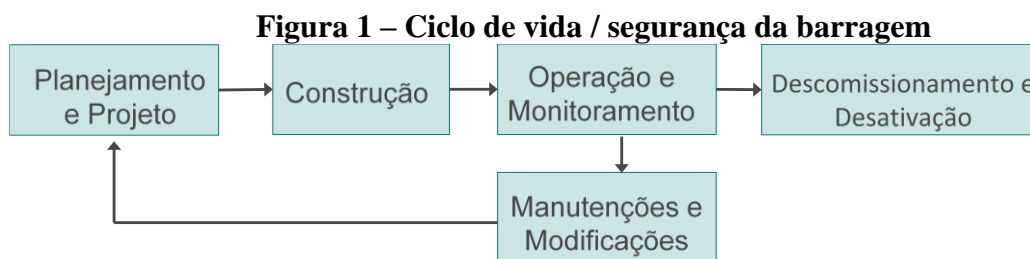 Figura 1 – Ciclo de vida / segurança da barragem
Planejamento
e Projeto
Construção
Operação e
Monitoramento
Descomissionamento e
Desativação
Manutenções e
Modificações